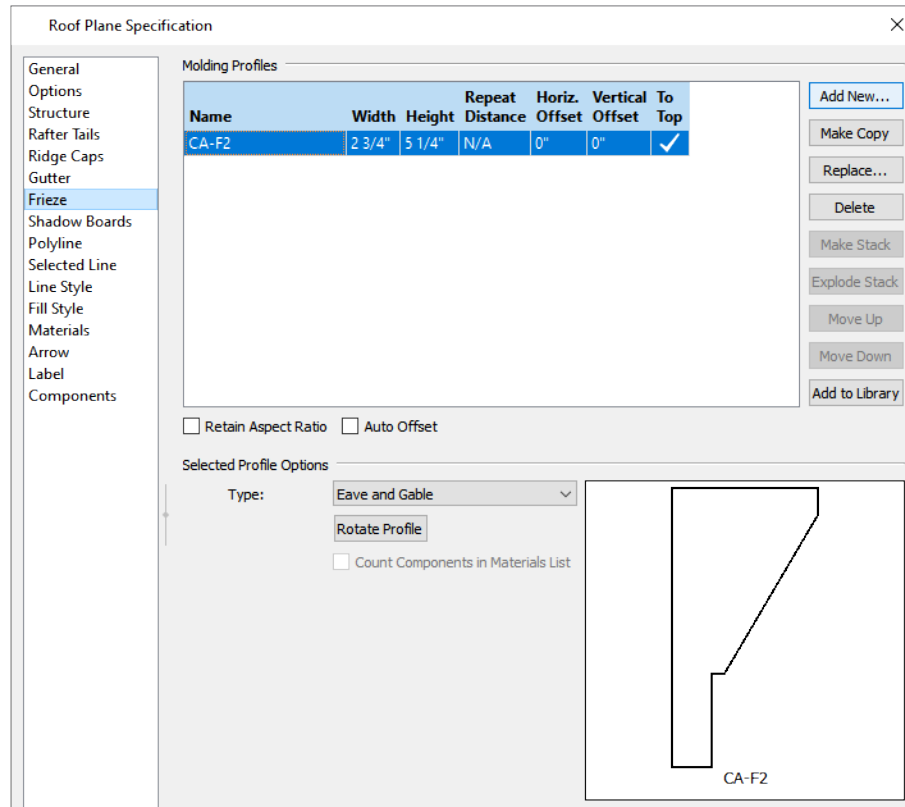 Roof Plane Specification
General
Options
Structure
Rafter Tails
Ridge Caps
Gutter
Frieze
Shadow Boards
Polyline
Selected Line
Line Style
Fill Style
Materials
Arrow
Label
Components
Molding Profiles
Repeat Horiz. Vertical To
Name Width Height Distance Offset Offset Top
CA-F2 2 3/4" 5 1/4" N/A 0" 0"
Add New...
Make Copy
Replace...
Delete
Make Stack
Explode Stack
Move Up
Move Down
Add to Library
Retain Aspect Ratio Auto Offset
Selected Profile Options
Type: Eave and Gable
Rotate Profile
Count Components in Materials List
CA-F2